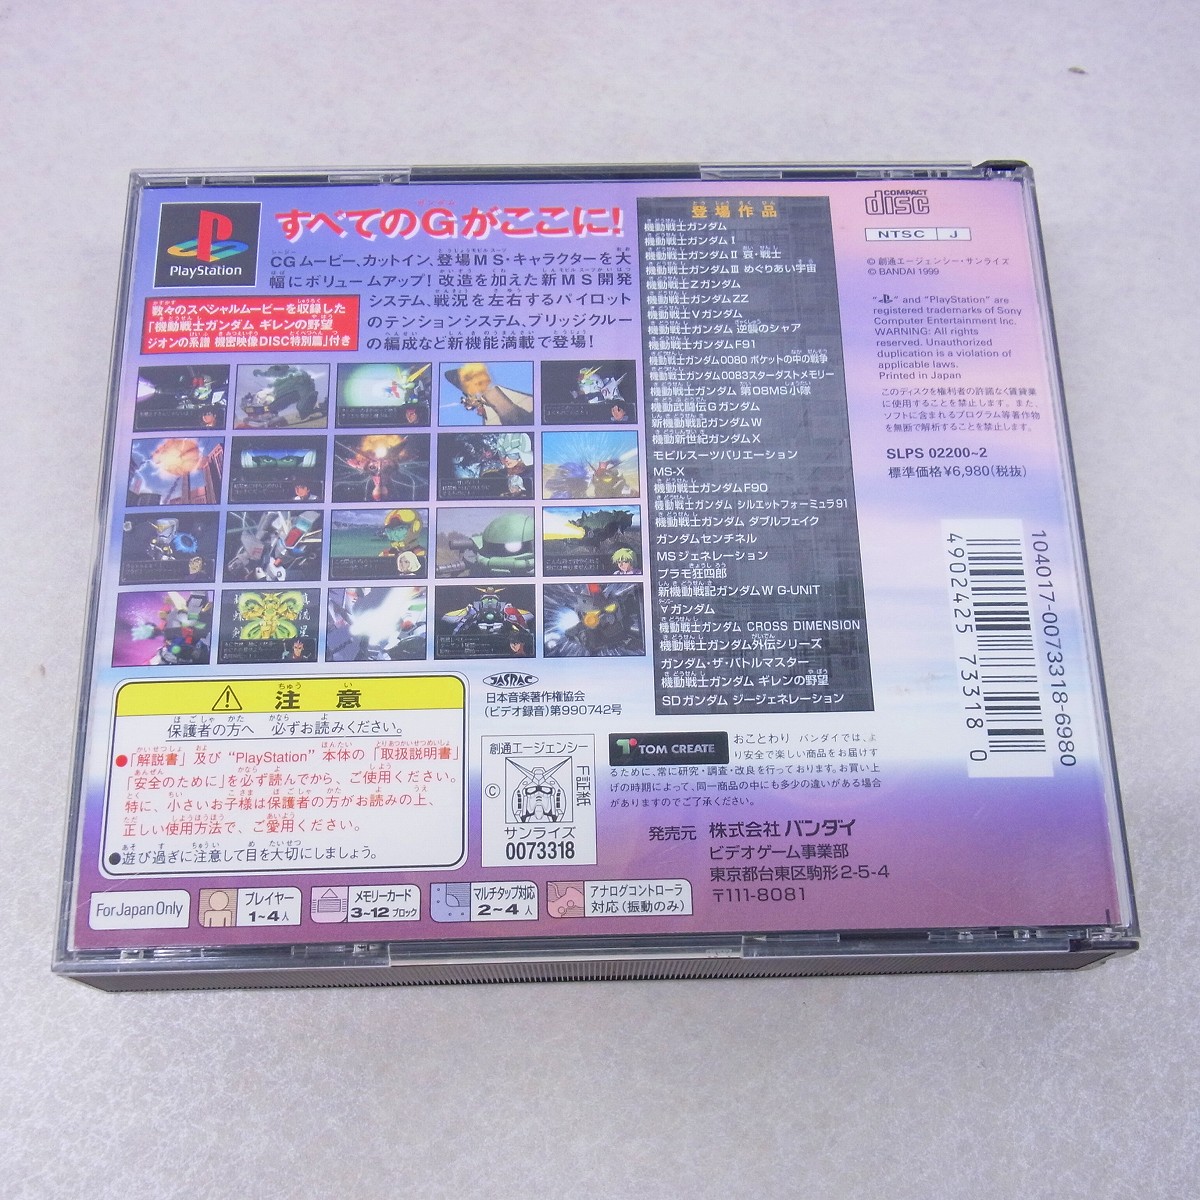 PlayStation
すべてのGがここに!
CGムービー、カットイン、登場MS・キャラクターを大
幅にボリュームアップ! 改造を加えた新MS開発
システム、戦況を左右するパイロット
のテンションシステム、ブリッジクルー
の編成など新機能満載で登場!
数々のスペシャルムービーを収録した
「機動戦士ガンダム ギレンの野望
ジオンの系譜 機密映像DISC特別篇」付き
登場作品
機動戦士ガンダム
機動戦士ガンダムⅠ
機動戦士ガンダムⅡ 哀・戦士
機動戦士ガンダムⅢ めぐりあい宇宙
機動戦士Zガンダム
機動戦士ガンダムZZ
機動戦士Vガンダム
機動戦士ガンダム 逆襲のシャア
機動戦士ガンダムF91
機動戦士ガンダム0080 ポケットの中の戦争
機動戦士ガンダム0083スターダストメモリー
機動戦士ガンダム 第08MS小隊
機動武闘伝Gガンダム
新機動戦記ガンダムW
機動新世紀ガンダムX
モビルスーツバリエーション
MS-X
機動戦士ガンダムF90
機動戦士ガンダム シルエットフォーミュラ91
機動戦士ガンダム ダブルフェイク
ガンダムセンチネル
MSジェネレーション
プラモ狂四郎
新機動戦記ガンダムW G-UNIT
∀ガンダム
機動戦士ガンダム CROSS DIMENSION
機動戦士ガンダム外伝シリーズ
ガンダム・ザ・バトルマスター
機動戦士ガンダム ギレンの野望
SDガンダム ジージェネレーション
COMPACT
disc
NTSC J
© 創通エージェンシー・サンライズ
© BANDAI 1999
" " and "PlayStation" are
registered trademarks of Sony
Computer Entertainment Inc.
WARNING: All rights
reserved. Unauthorized
duplication is a violation of
applicable laws.
Printed in Japan
このディスクを権利者の許諾なく賃貸業
に使用することを禁止します。また、
ソフトに含まれるプログラム等著作物
を無断で解析することも禁止します。
SLPS 02200~2
標準価格¥6,980(税抜)
104017-0073318-6980
4902425 733180
注意
保護者の方へ 必ずお読みください。
●「解説書」及び"PlayStation"本体の「取扱説明書」
「安全のために」を必ず読んでから、ご使用ください。
特に、小さいお子様は保護者の方がお読みの上、
正しい使用方法で、ご愛用ください。
●遊び過ぎに注意して目を大切にしましょう。
JASRAC
日本音楽著作権協会
(ビデオ録音)第990742号
創通エージェンシー
©
証紙
サンライズ
0073318
TOM CREATE
おことわり バンダイでは、よ
り安全で楽しい商品をお届けす
るために、常に研究・調査・改良を行っております。お買い上
げの時期によって、同一商品の中にも多少の違いがある場合
がありますのでご了承ください。
発売元 株式会社 バンダイ
ビデオゲーム事業部
東京都台東区駒形2-5-4
〒111-8081
For Japan Only
プレイヤー
1~4人
メモリーカード
3~12ブロック
マルチタップ対応
2~4人
アナログコントローラ
対応(振動のみ)